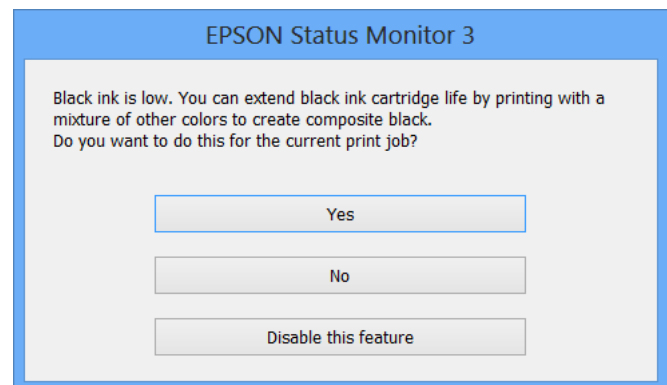 EPSON Status Monitor 3
Black ink is low. You can extend black ink cartridge life by printing with a
mixture of other colors to create composite black.
Do you want to do this for the current print job?
Yes
No
Disable this feature